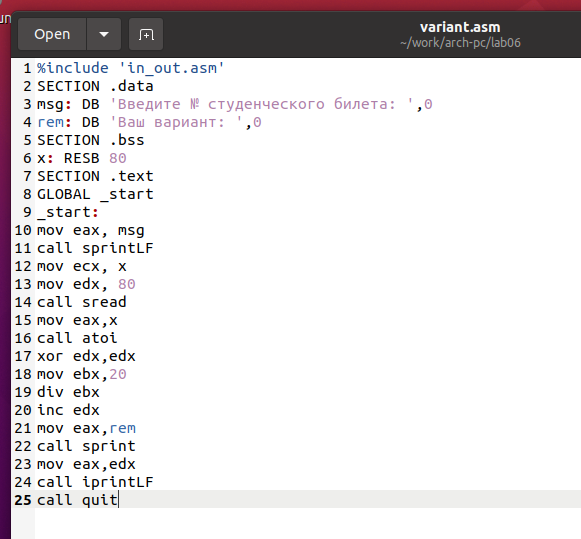 un
Open
variant.asm
~/work/arch-pc/lab06
1 %include 'in_out.asm'
2 SECTION .data
3 msg: DB 'Введите № студенческого билета: ',0
4 rem: DB 'Ваш вариант: ',0
5 SECTION .bss
6 x: RESB 80
7 SECTION .text
8 GLOBAL _start
9 _start:
10 mov eax, msg
11 call sprintLF
12 mov ecx, x
13 mov edx, 80
14 call sread
15 mov eax,x
16 call atoi
17 xor edx,edx
18 mov ebx,20
19 div ebx
20 inc edx
21 mov eax,rem
22 call sprint
23 mov eax,edx
24 call iprintLF
25 call quit